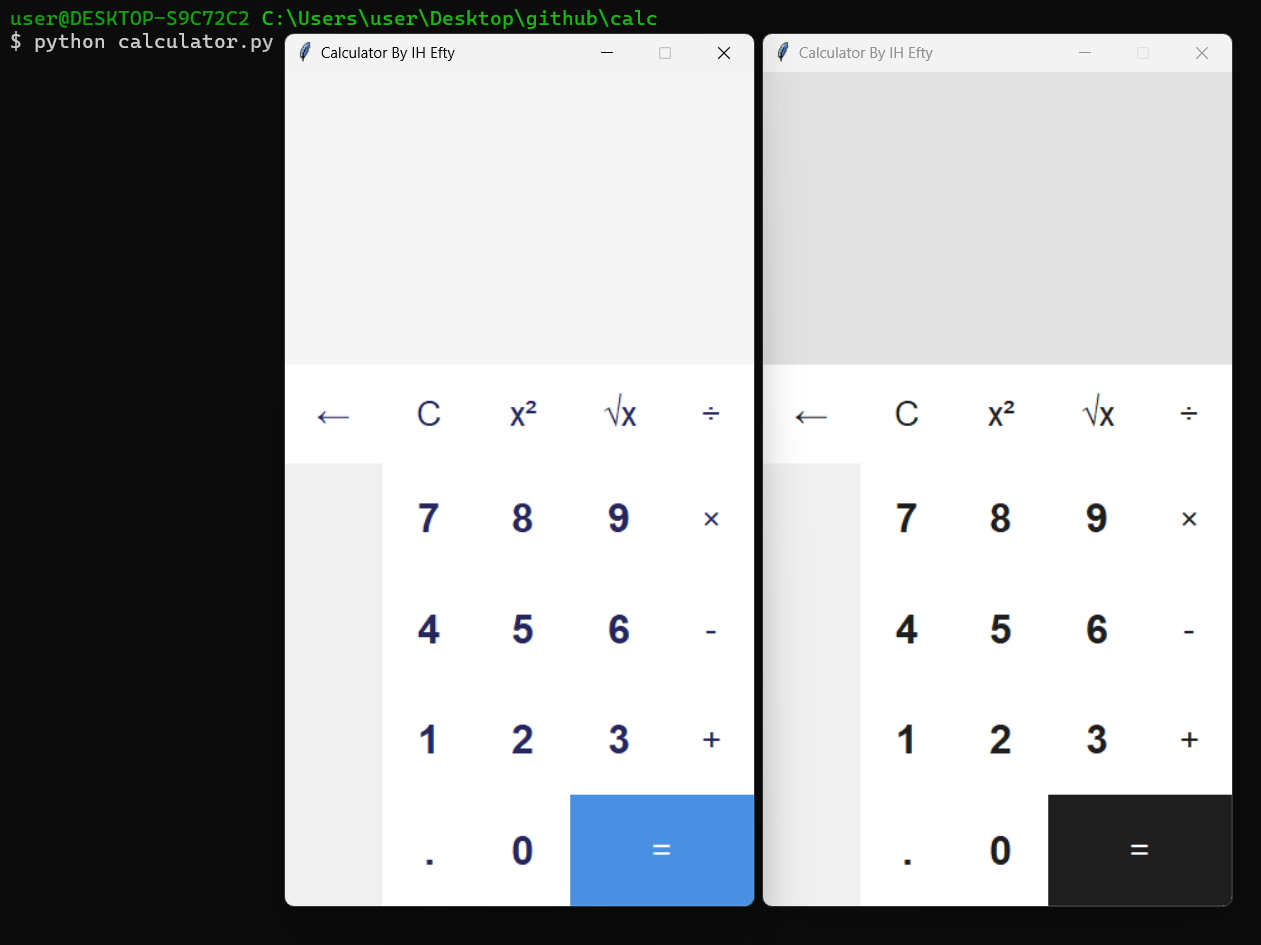 user@DESKTOP-S9C72C2 C:\Users\user\Desktop\github\calc
$ python calculator.py
Calculator By IH Efty
← C x² √x ÷
7 8 9 ×
4 5 6 -
1 2 3 +
. 0 =
Calculator By IH Efty
← C x² √x ÷
7 8 9 ×
4 5 6 -
1 2 3 +
. 0 =